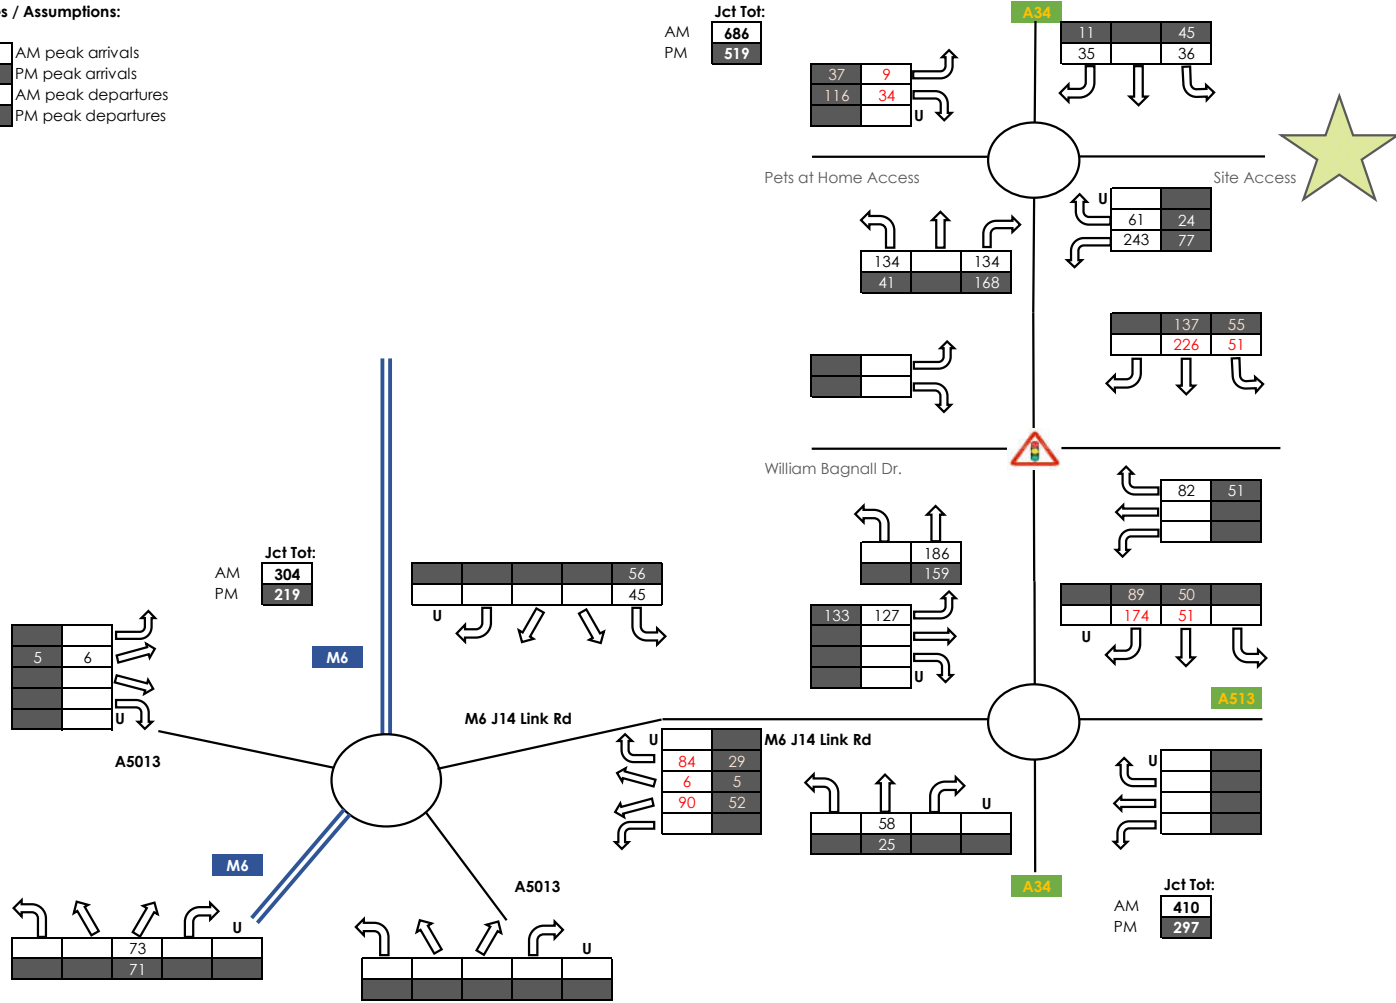 s / Assumptions:
AM peak arrivals
PM peak arrivals
AM peak departures
PM peak departures
Jct Tot:
AM 686
PM 519
A34
11 45
35 36
37 9
116 34
U
Pets at Home Access
Site Access
U
61 24
243 77
134 134
41 168
137 55
226 51
William Bagnall Dr.
82 51
186
159
Jct Tot:
AM 304
PM 219
56
45
U
133 127
U
89 50
174 51
U
5 6
U
M6
A513
M6 J14 Link Rd
M6 J14 Link Rd
A5013
U
84 29
6 5
90 52
U
58
25
U
M6
A5013
A34
Jct Tot:
AM 410
PM 297
U
73
71
U